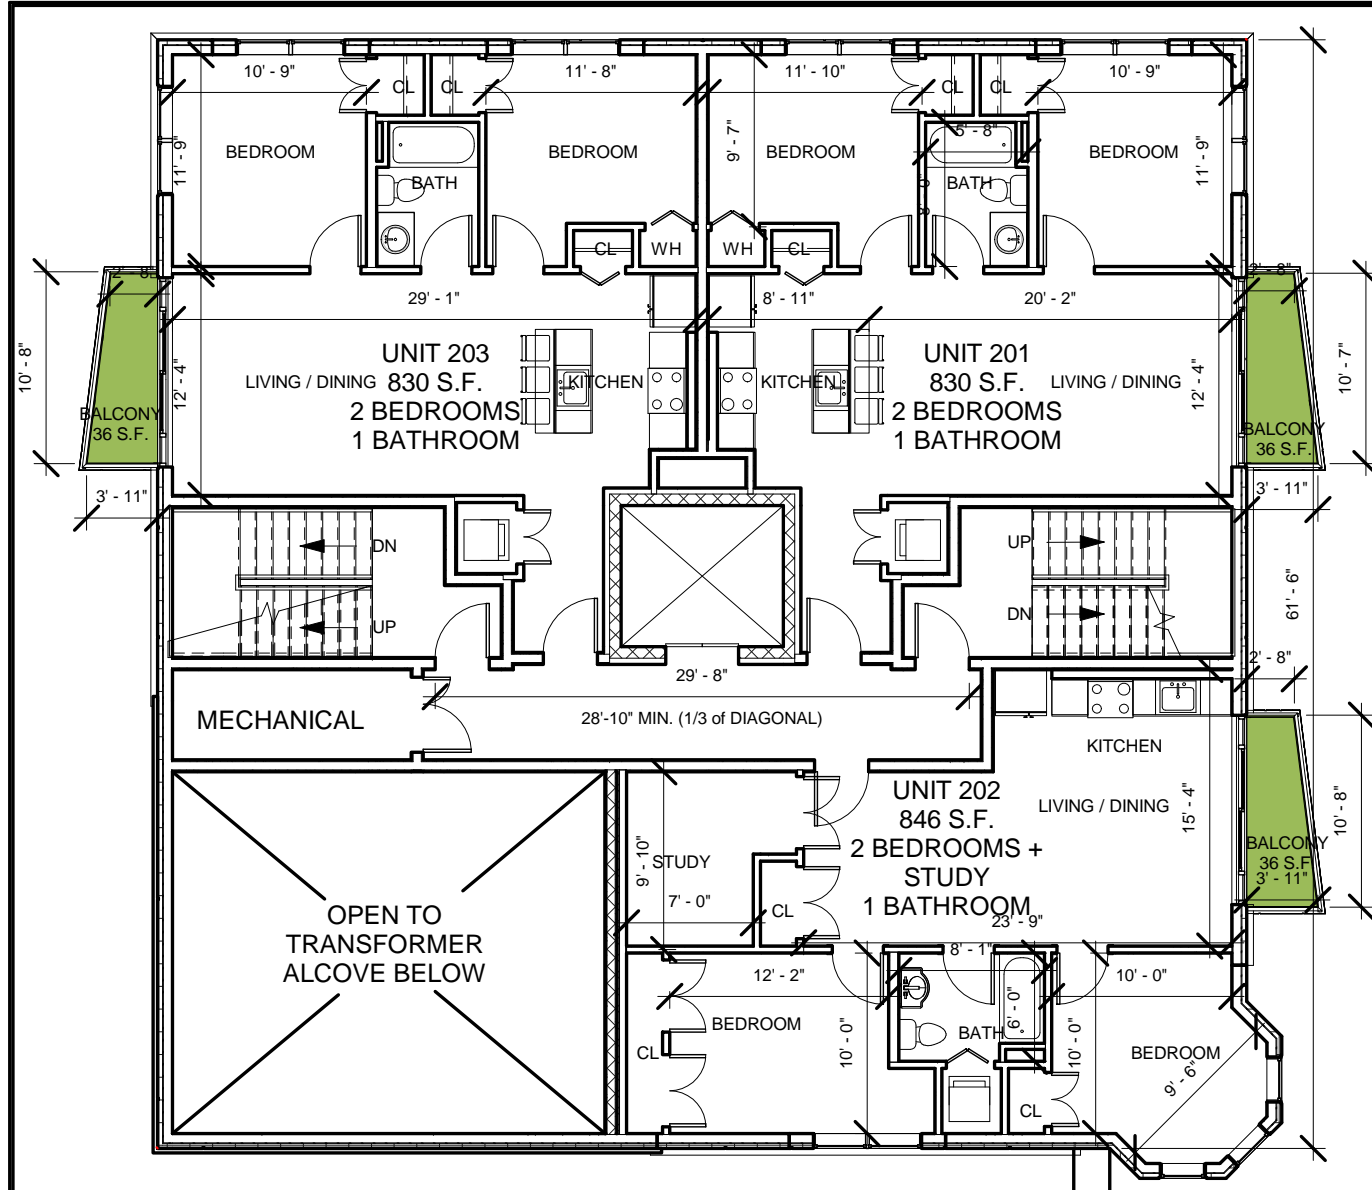 10' - 9"
11' - 8"
11' - 10"
10' - 9"
CL
CL
CL
CL
5' - 8"
BEDROOM
BEDROOM
BEDROOM
BEDROOM
11' - 9"
9' - 7"
11' - 9"
BATH
BATH
CL
WH
WH
CL
2' - 8"
29' - 1"
8' - 11"
20' - 2"
2' - 8"
10' - 8"
12' - 4"
LIVING / DINING
UNIT 203
830 S.F.
2 BEDROOMS
1 BATHROOM
KITCHEN
KITCHEN
UNIT 201
830 S.F.
2 BEDROOMS
1 BATHROOM
LIVING / DINING
12' - 4"
10' - 7"
BALCONY
36 S.F.
BALCONY
36 S.F.
3' - 11"
3' - 11"
DN
UP
UP
DN
61' - 6"
2' - 8"
29' - 8"
MECHANICAL
28'-10" MIN. (1/3 of DIAGONAL)
KITCHEN
UNIT 202
846 S.F.
2 BEDROOMS +
STUDY
1 BATHROOM
LIVING / DINING
15' - 4"
10' - 8"
BALCONY
36 S.F.
3' - 11"
9' - 10"
STUDY
7' - 0"
CL
23' - 9"
OPEN TO
TRANSFORMER
ALCOVE BELOW
12' - 2"
8' - 1"
10' - 0"
BEDROOM
10' - 0"
BATH
6' - 0"
10' - 0"
BEDROOM
CL
9' - 6"
CL